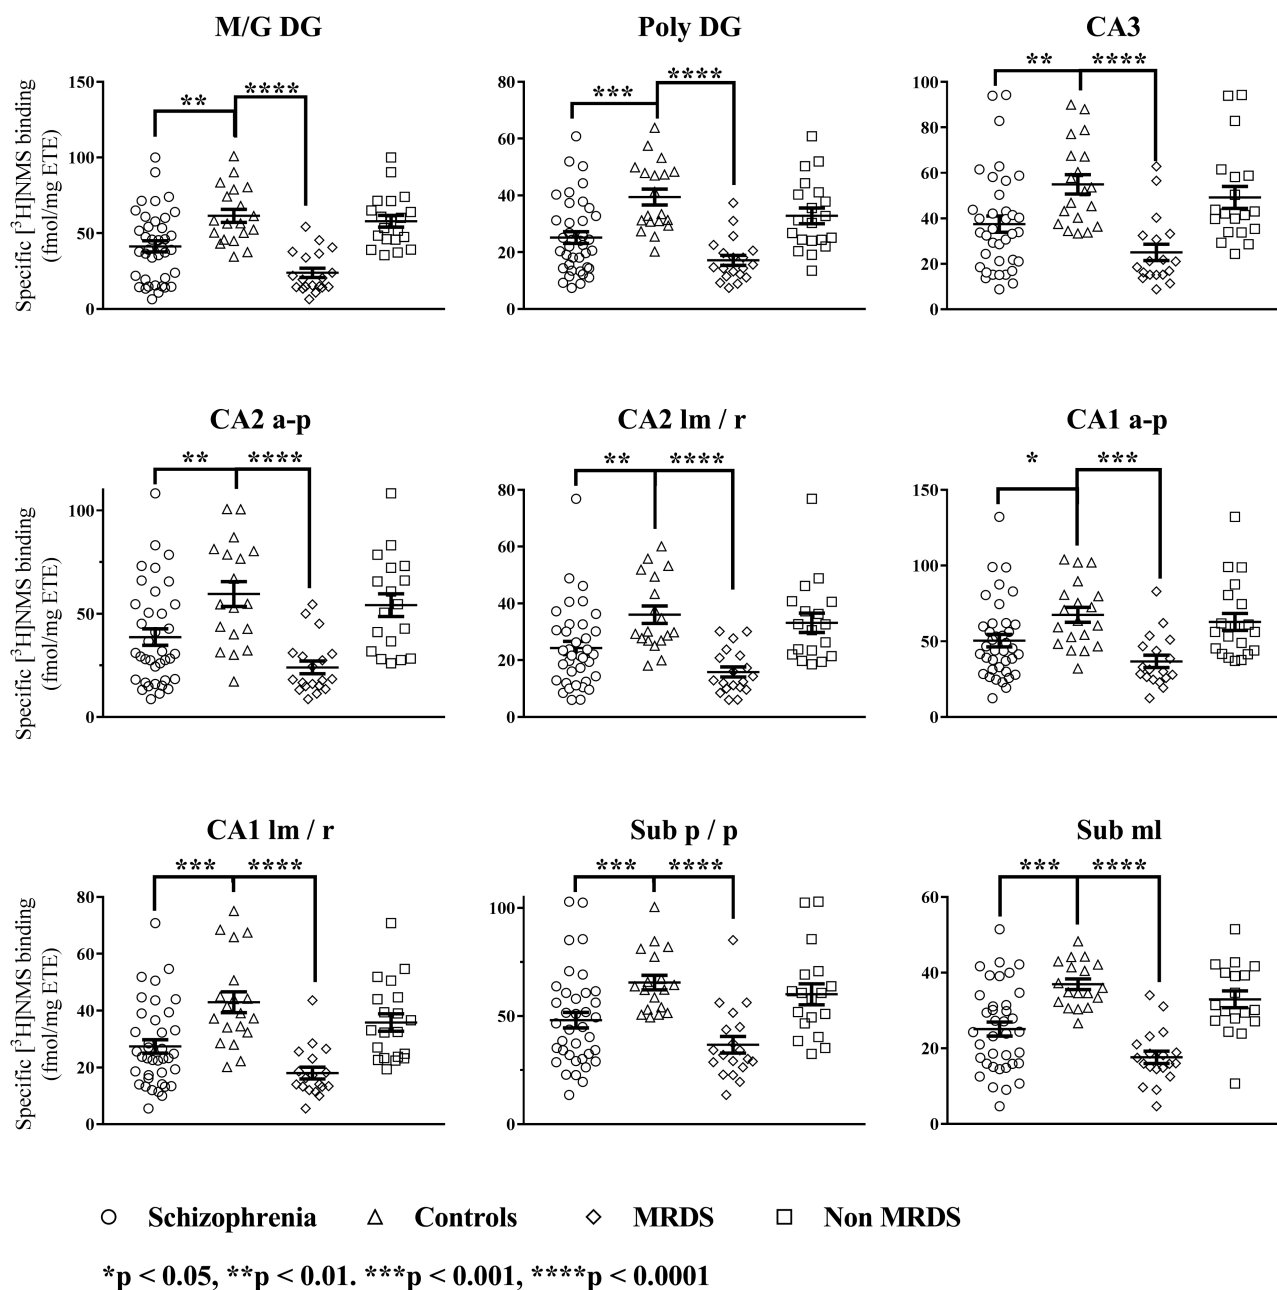 M/G DG
Poly DG
CA3
Specific [³H]NMS binding
(fmol/mg ETE)
150
100
50
0
** ****
80
60
40
20
0
*** ****
100
80
60
40
20
0
** ****
CA2 a-p
CA2 lm / r
CA1 a-p
Specific [³H]NMS binding
(fmol/mg ETE)
100
50
0
** ****
80
60
40
20
0
** ****
150
100
50
0
* ***
CA1 lm / r
Sub p / p
Sub ml
Specific [³H]NMS binding
(fmol/mg ETE)
80
60
40
20
0
*** ****
100
50
0
*** ****
60
40
20
0
*** ****
Schizophrenia Controls MRDS Non MRDS
*p < 0.05, **p < 0.01. ***p < 0.001, ****p < 0.0001